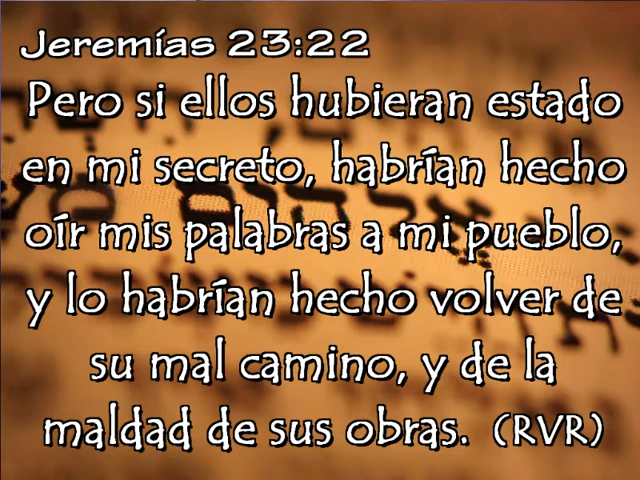 Jeremías 23:22
Pero si ellos hubieran estado
en mi secreto, habrían hecho
oír mis palabras a mi pueblo,
y lo habrían hecho volver de
su mal camino, y de la
maldad de sus obras. (RVR)